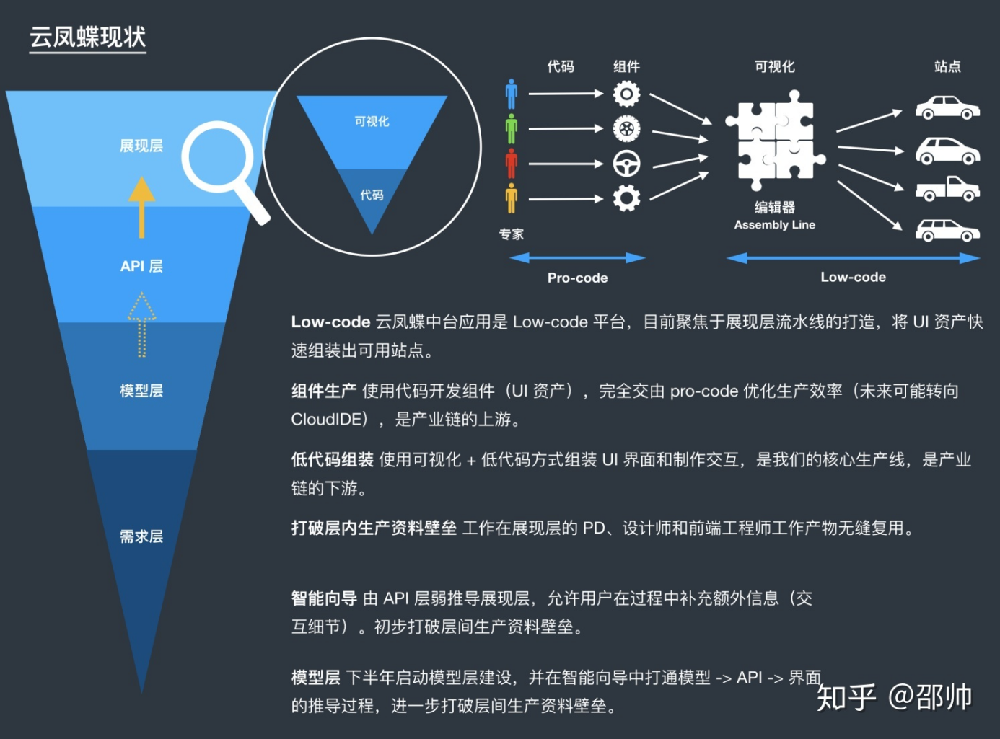 云凤蝶现状
展现层
API 层
模型层
需求层
可视化
代码
代码
组件
可视化
站点
专家
编辑器
Assembly Line
Pro-code
Low-code
Low-code 云凤蝶中台应用是 Low-code 平台，目前聚焦于展现层流水线的打造，将 UI 资产快
速组装出可用站点。
组件生产 使用代码开发组件（UI 资产），完全交由 pro-code 优化生产效率（未来可能转向
CloudIDE），是产业链的上游。
低代码组装 使用可视化 + 低代码方式组装 UI 界面和制作交互，是我们的核心生产线，是产业
链的下游。
打破层内生产资料壁垒 工作在展现层的 PD、设计师和前端工程师工作产物无缝复用。
智能向导 由 API 层弱推导展现层，允许用户在过程中补充额外信息（交
互细节）。初步打破层间生产资料壁垒。
模型层 下半年启动模型层建设，并在智能向导中打通模型 -> API -> 界面
的推导过程，进一步打破层间生产资料壁垒。
知乎 @邵帅